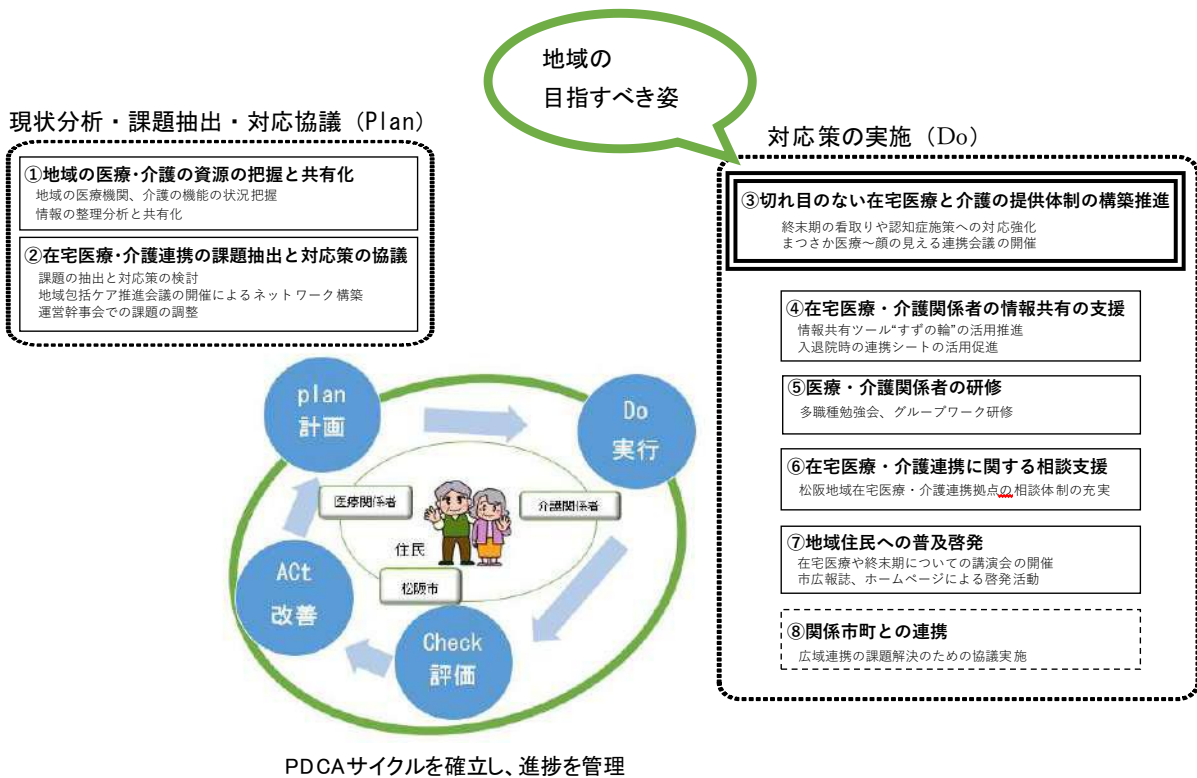 地域の
目指すべき姿
現状分析・課題抽出・対応協議（Plan）
①地域の医療・介護の資源の把握と共有化
地域の医療機関、介護の機能の状況把握
情報の整理分析と共有化
②在宅医療・介護連携の課題抽出と対応策の協議
課題の抽出と対応策の検討
地域包括ケア推進会議の開催によるネットワーク構築
運営幹事会での課題の調整
対応策の実施（Do）
③切れ目のない在宅医療と介護の提供体制の構築推進
終末期の看取りや認知症施策への対応強化
まつさか医療～顔の見える連携会議の開催
④在宅医療・介護関係者の情報共有の支援
情報共有ツール“すずの輪”の活用推進
入退院時の連携シートの活用促進
⑤医療・介護関係者の研修
多職種勉強会、グループワーク研修
⑥在宅医療・介護連携に関する相談支援
松阪地域在宅医療・介護連携拠点の相談体制の充実
⑦地域住民への普及啓発
在宅医療や終末期についての講演会の開催
市広報誌、ホームページによる啓発活動
⑧関係市町との連携
広域連携の課題解決のための協議実施
plan
計画
Do
実行
医療関係者
介護関係者
住民
松阪市
ACt
改善
Check
評価
PDCAサイクルを確立し、進捗を管理